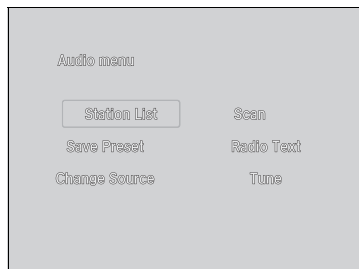 Audio menu
Station List Scan
Save Preset Radio Text
Change Source Tune